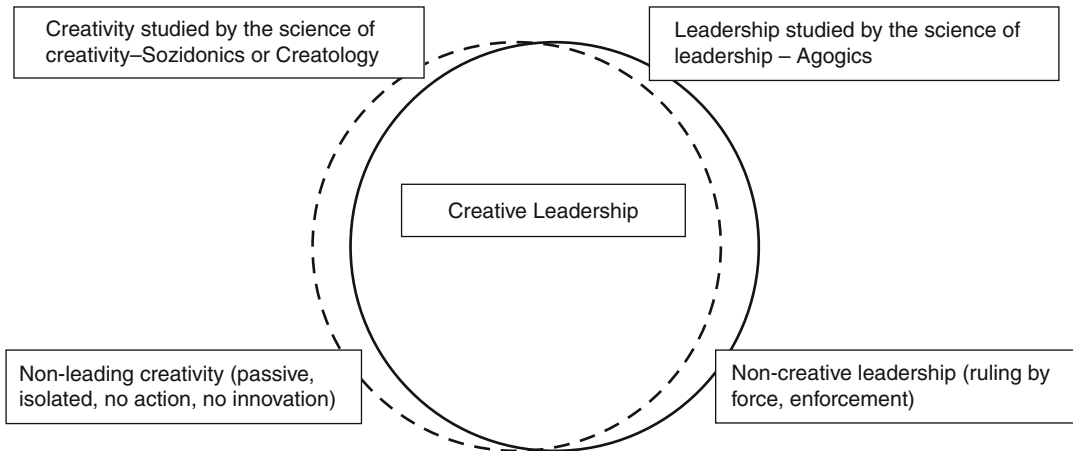 Creativity studied by the science of
creativity–Sozidonics or Creatology
Leadership studied by the science of
leadership – Agogics
Creative Leadership
Non-leading creativity (passive,
isolated, no action, no innovation)
Non-creative leadership (ruling by
force, enforcement)